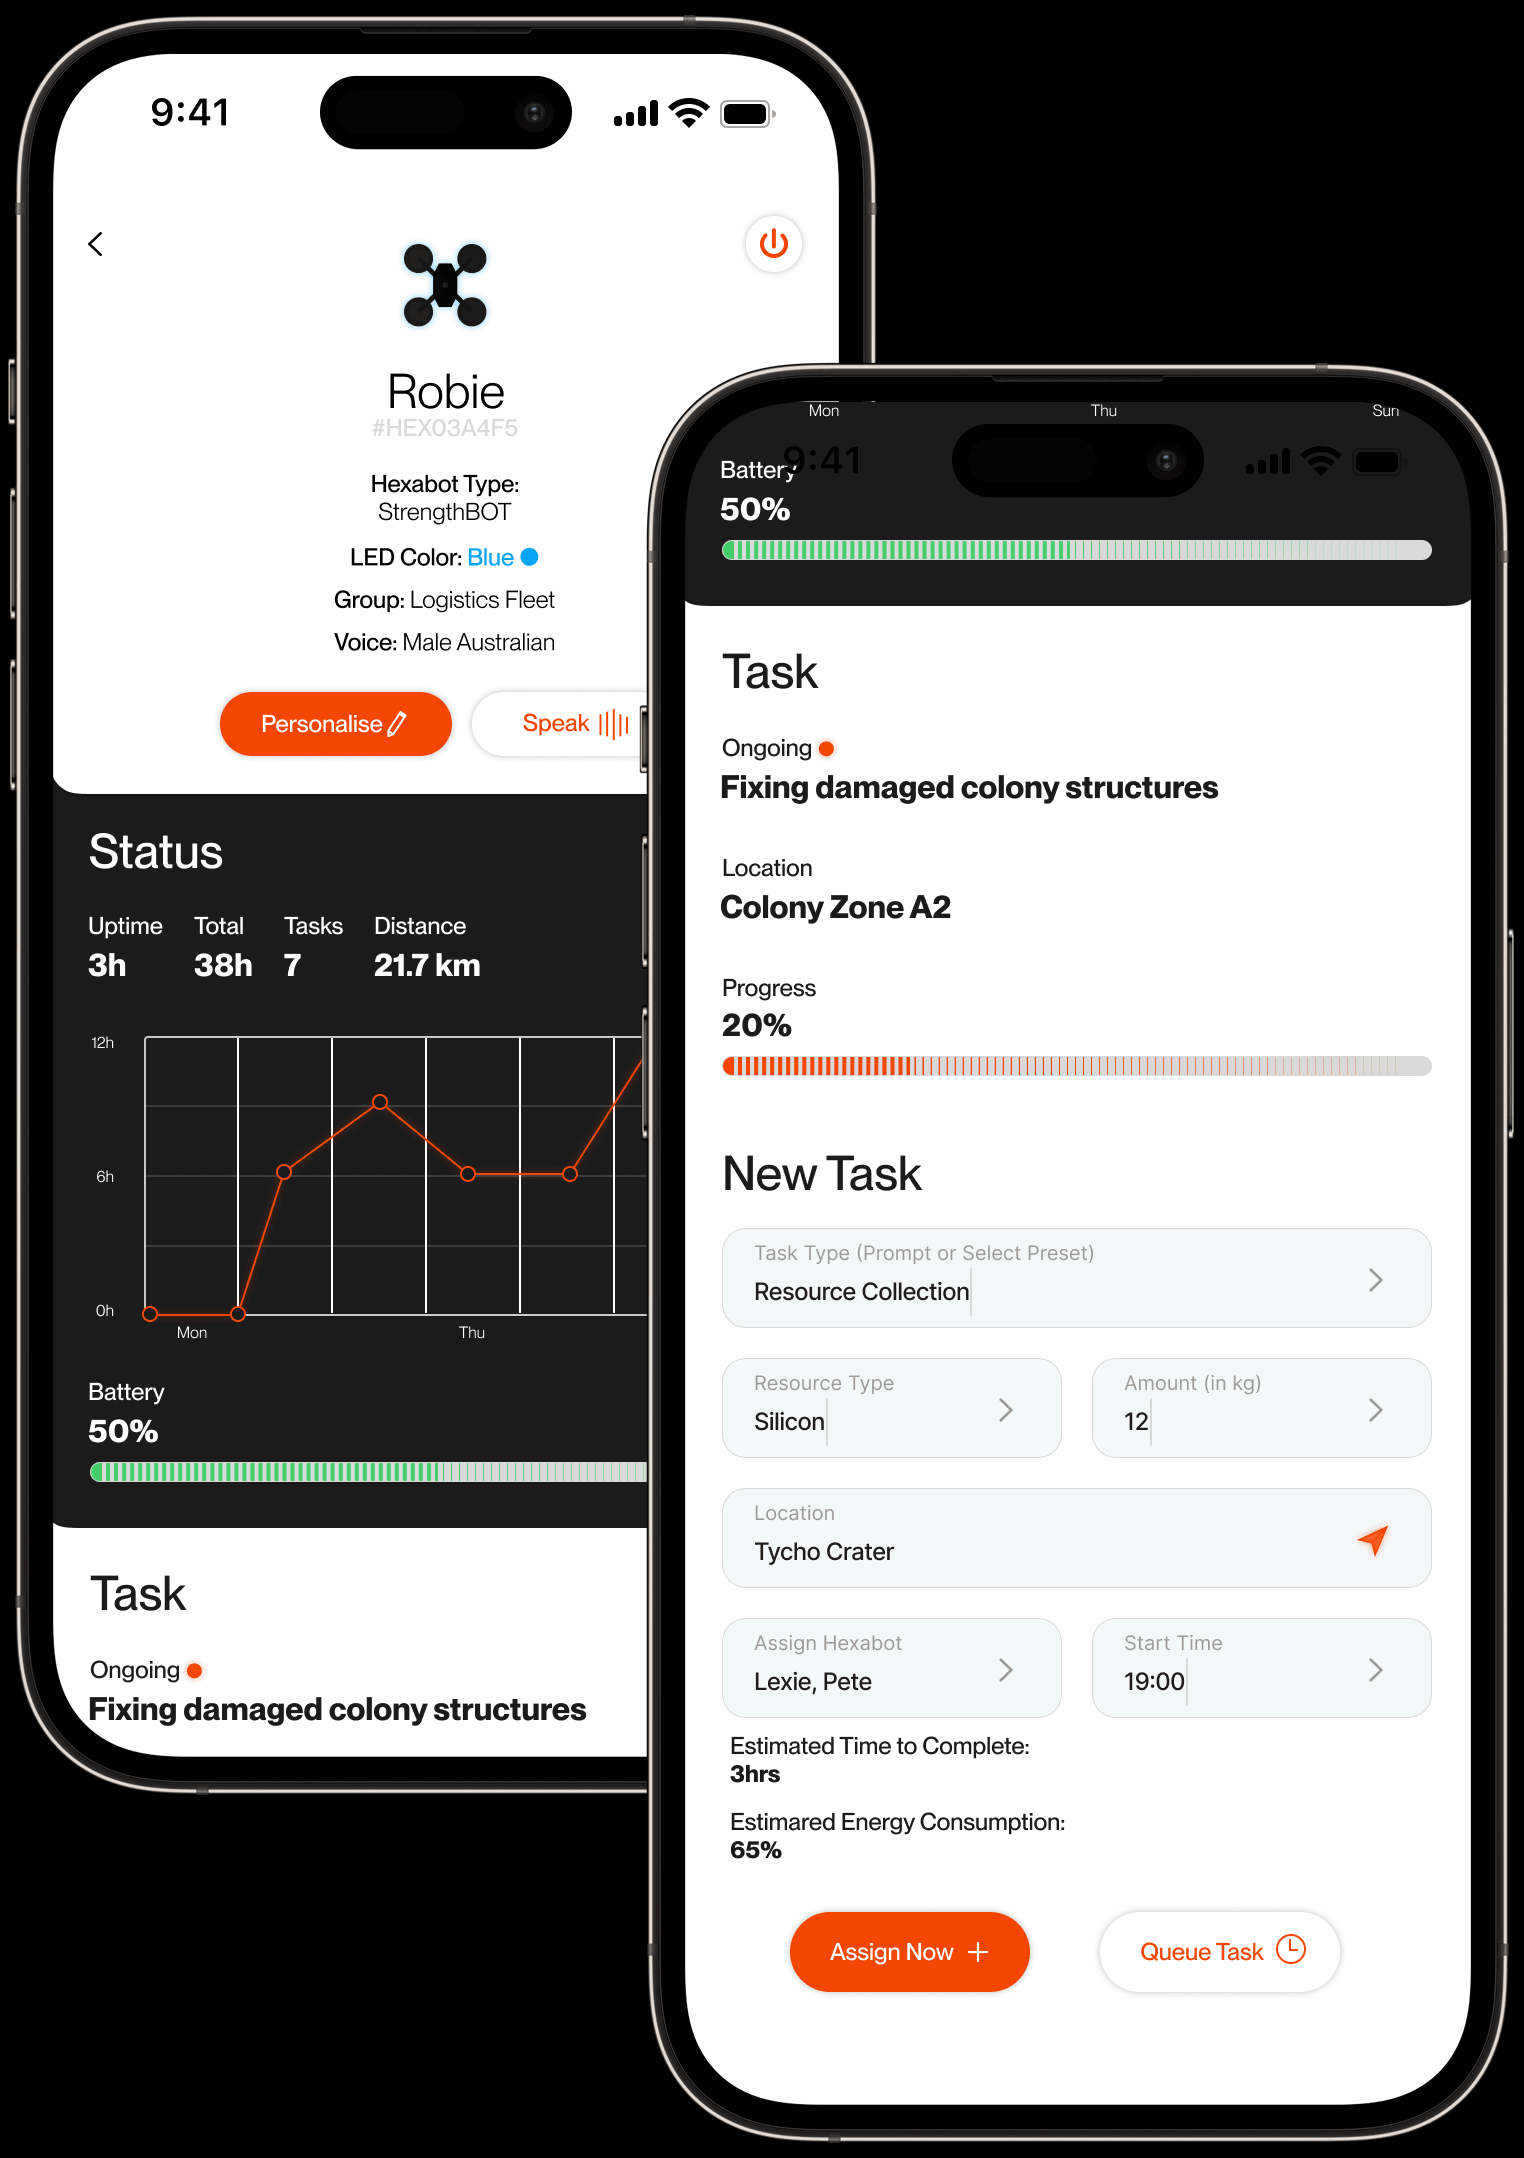 9:41
Robie
#HEX03A4F5
Hexabot Type:
StrengthBOT
LED Color: Blue
Group: Logistics Fleet
Voice: Male Australian
Personalise
Speak
Status
Uptime Total Tasks Distance
3h 38h 7 21.7 km
12h
6h
0h
Mon Thu
Battery
50%
Task
Ongoing
Fixing damaged colony structures
Mon Thu Sun
9:41
Battery
50%
Task
Ongoing
Fixing damaged colony structures
Location
Colony Zone A2
Progress
20%
New Task
Task Type (Prompt or Select Preset)
Resource Collection
Resource Type Amount (in kg)
Silicon 12
Location
Tycho Crater
Assign Hexabot Start Time
Lexie, Pete 19:00
Estimated Time to Complete:
3hrs
Estimared Energy Consumption:
65%
Assign Now Queue Task